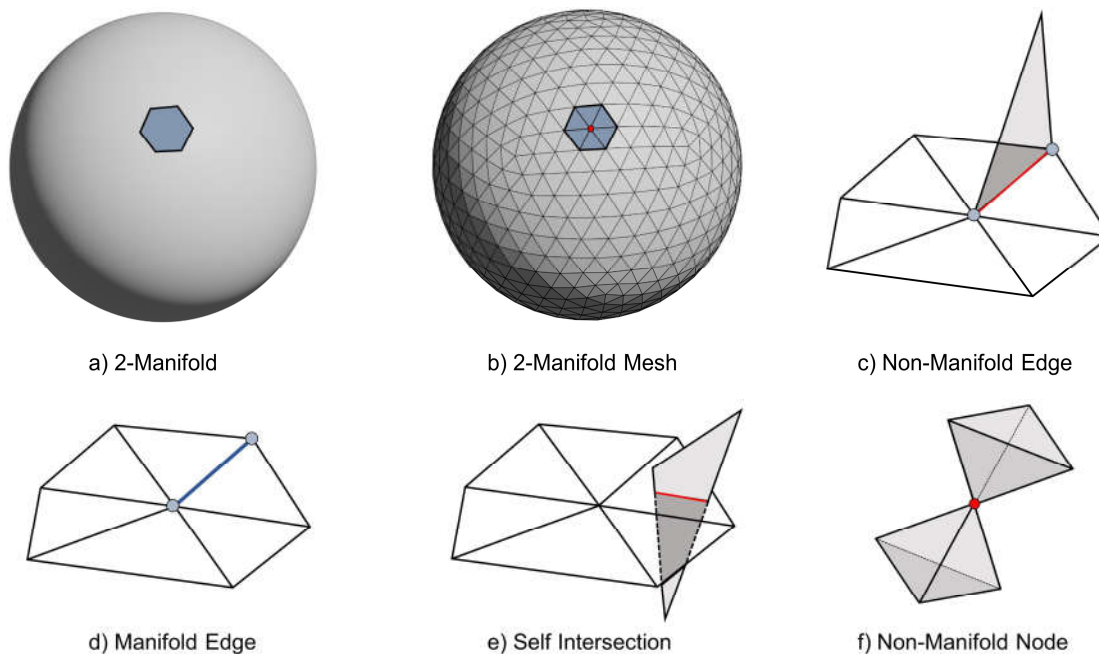 a) 2-Manifold
b) 2-Manifold Mesh
c) Non-Manifold Edge
d) Manifold Edge
e) Self Intersection
f) Non-Manifold Node